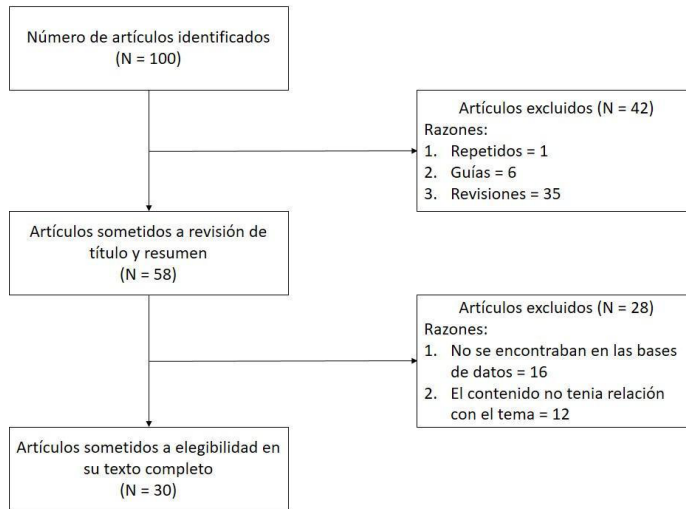 Número de artículos identificados
(N = 100)
Artículos excluidos (N = 42)
Razones:
1. Repetidos = 1
2. Guías = 6
3. Revisiones = 35
Artículos sometidos a revisión de
título y resumen
(N = 58)
Artículos excluidos (N = 28)
Razones:
1. No se encontraban en las bases
de datos = 16
2. El contenido no tenia relación
con el tema = 12
Artículos sometidos a elegibilidad en
su texto completo
(N = 30)